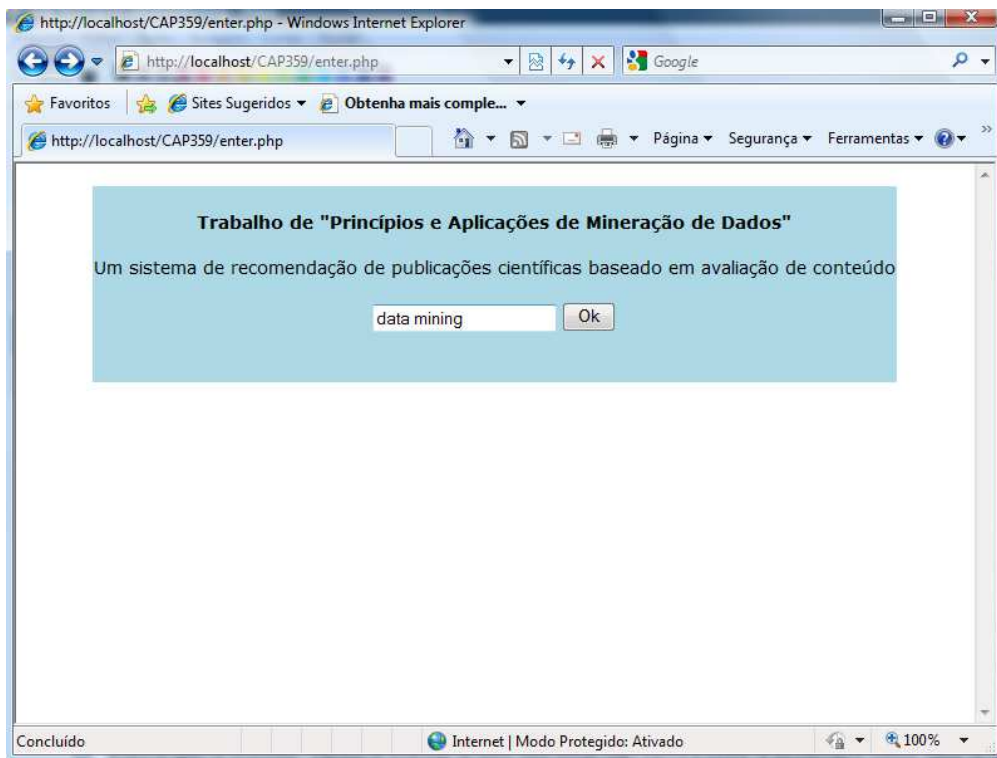 http://localhost/CAP359/enter.php - Windows Internet Explorer
http://localhost/CAP359/enter.php Google
Favoritos Sites Sugeridos Obtenha mais comple...
http://localhost/CAP359/enter.php Página Segurança Ferramentas
Trabalho de "Princípios e Aplicações de Mineração de Dados"
Um sistema de recomendação de publicações científicas baseado em avaliação de conteúdo
data mining Ok
Concluído Internet | Modo Protegido: Ativado 100%